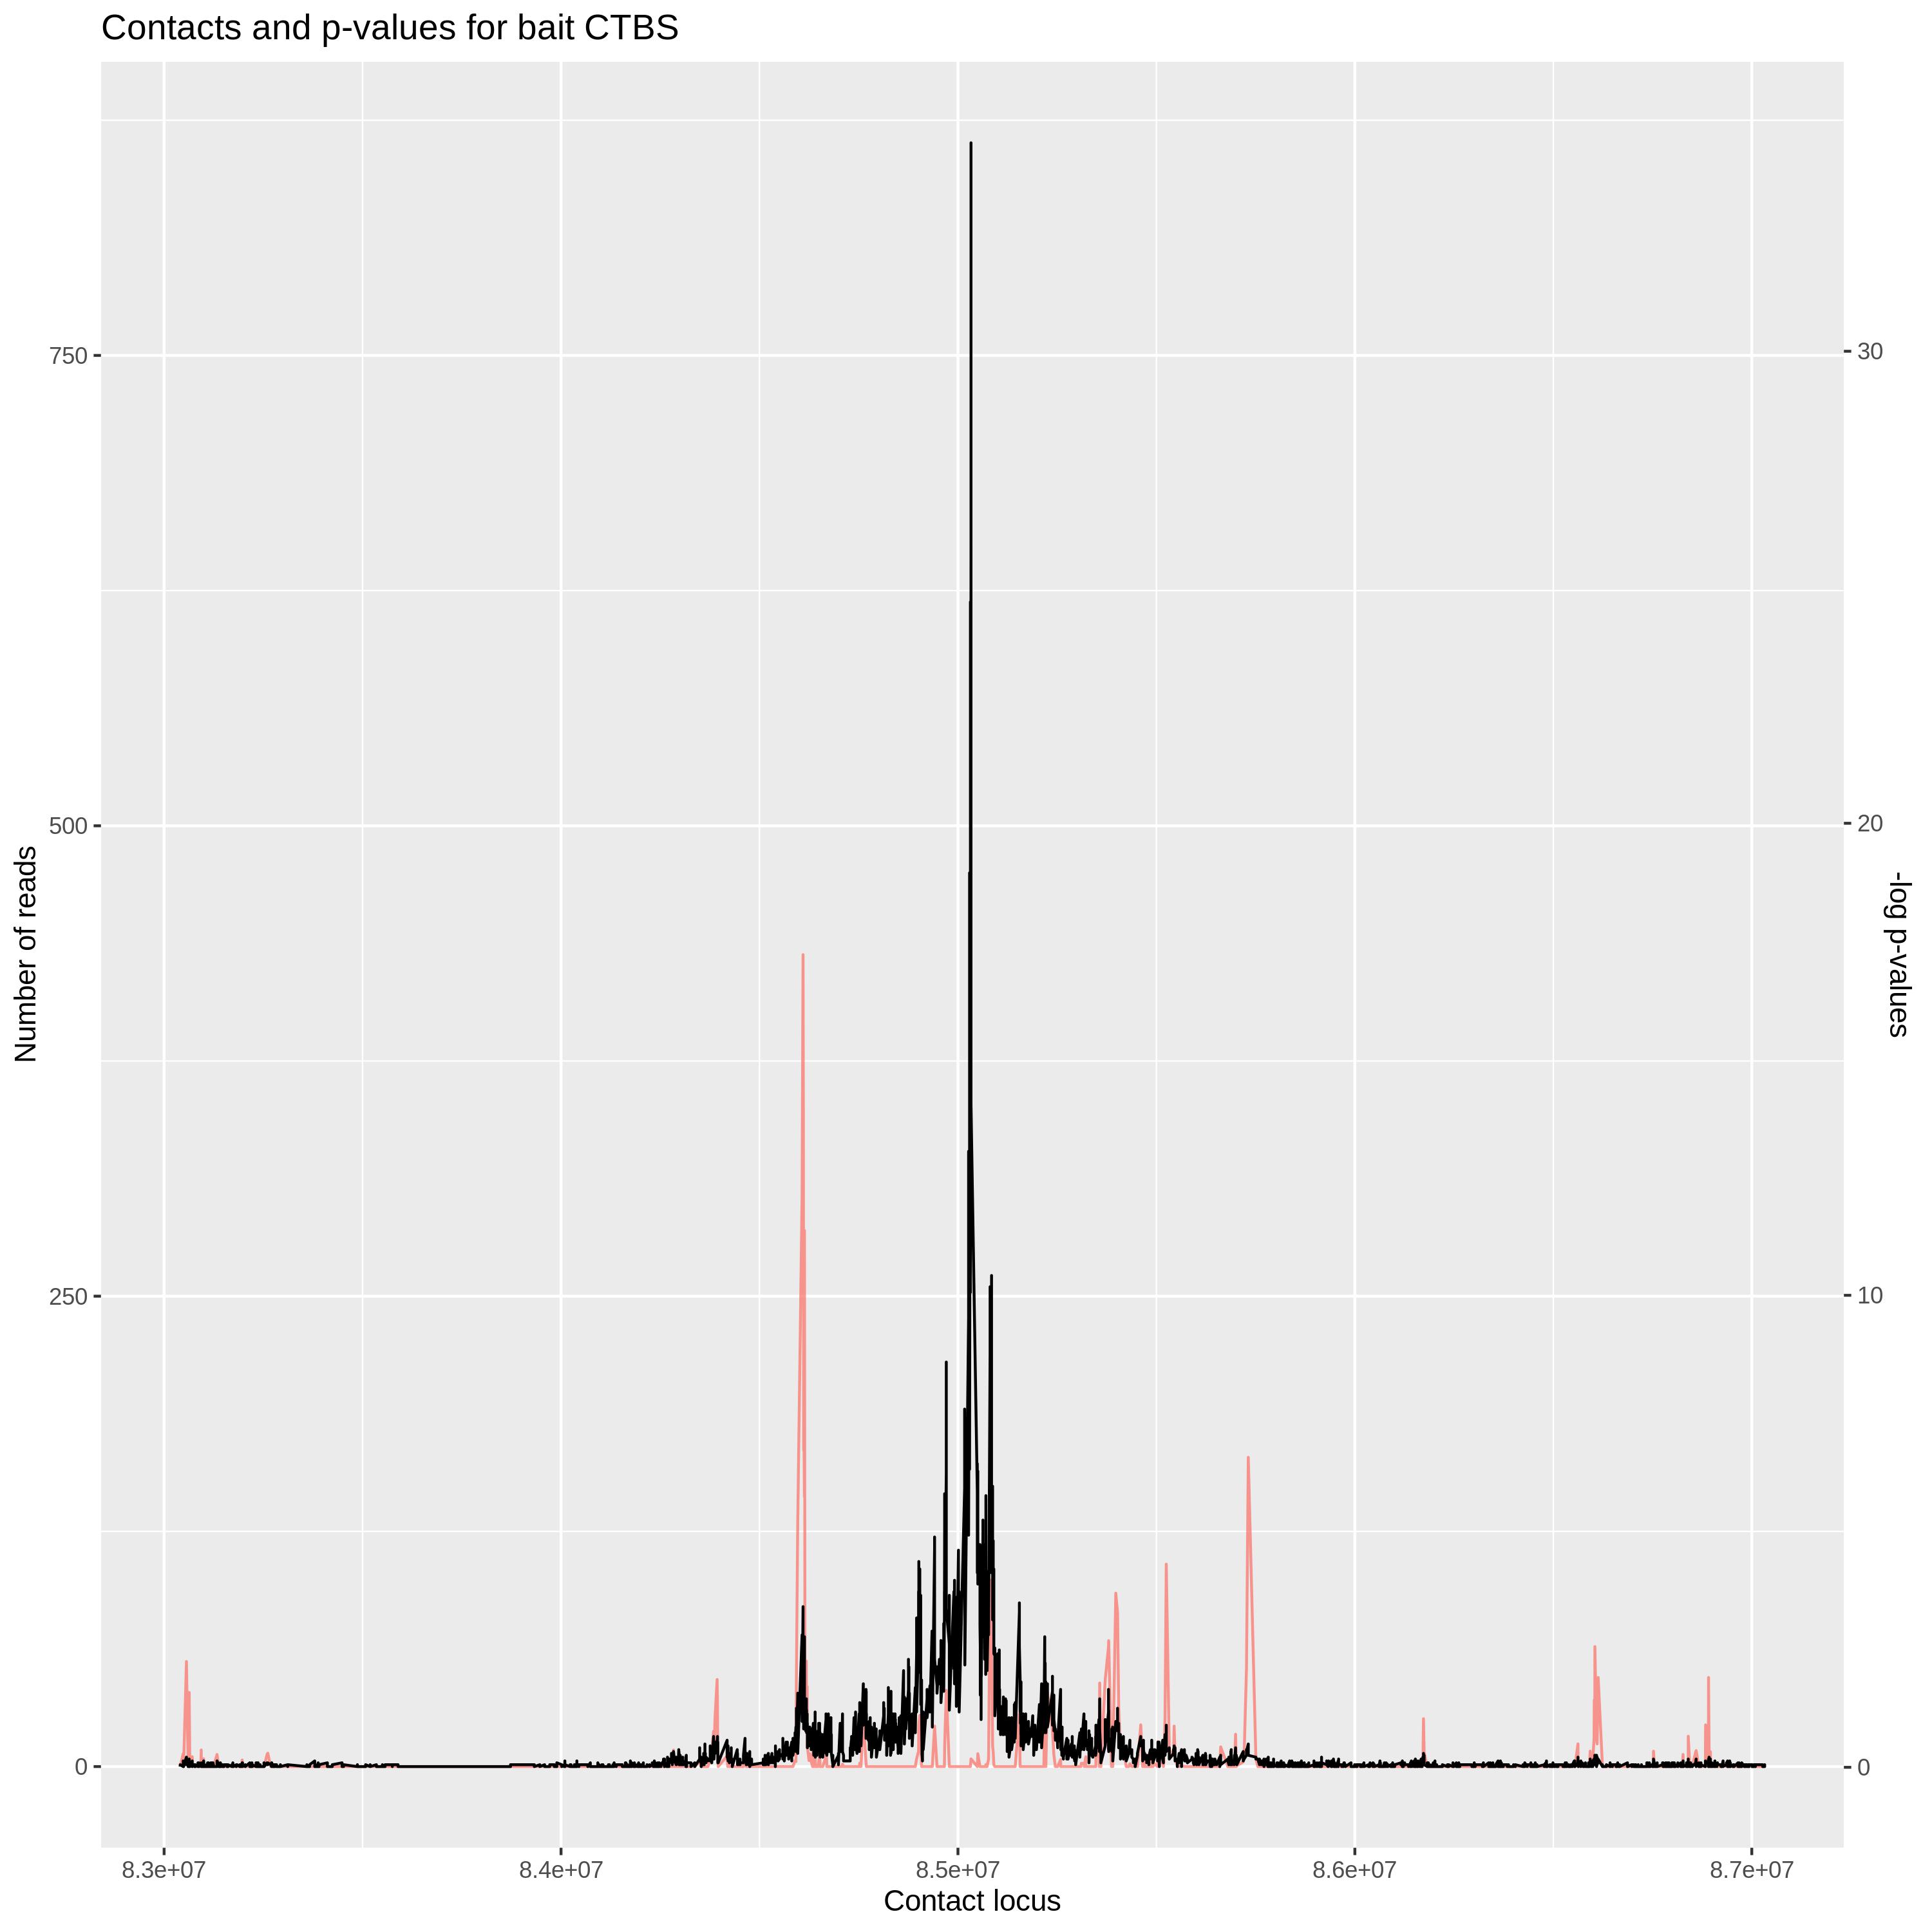 Contacts and p-values for bait CTBS
Number of reads
750
500
250
0
30
20
10
0
-log p-values
8.3e+07
8.4e+07
8.5e+07
8.6e+07
8.7e+07
Contact locus